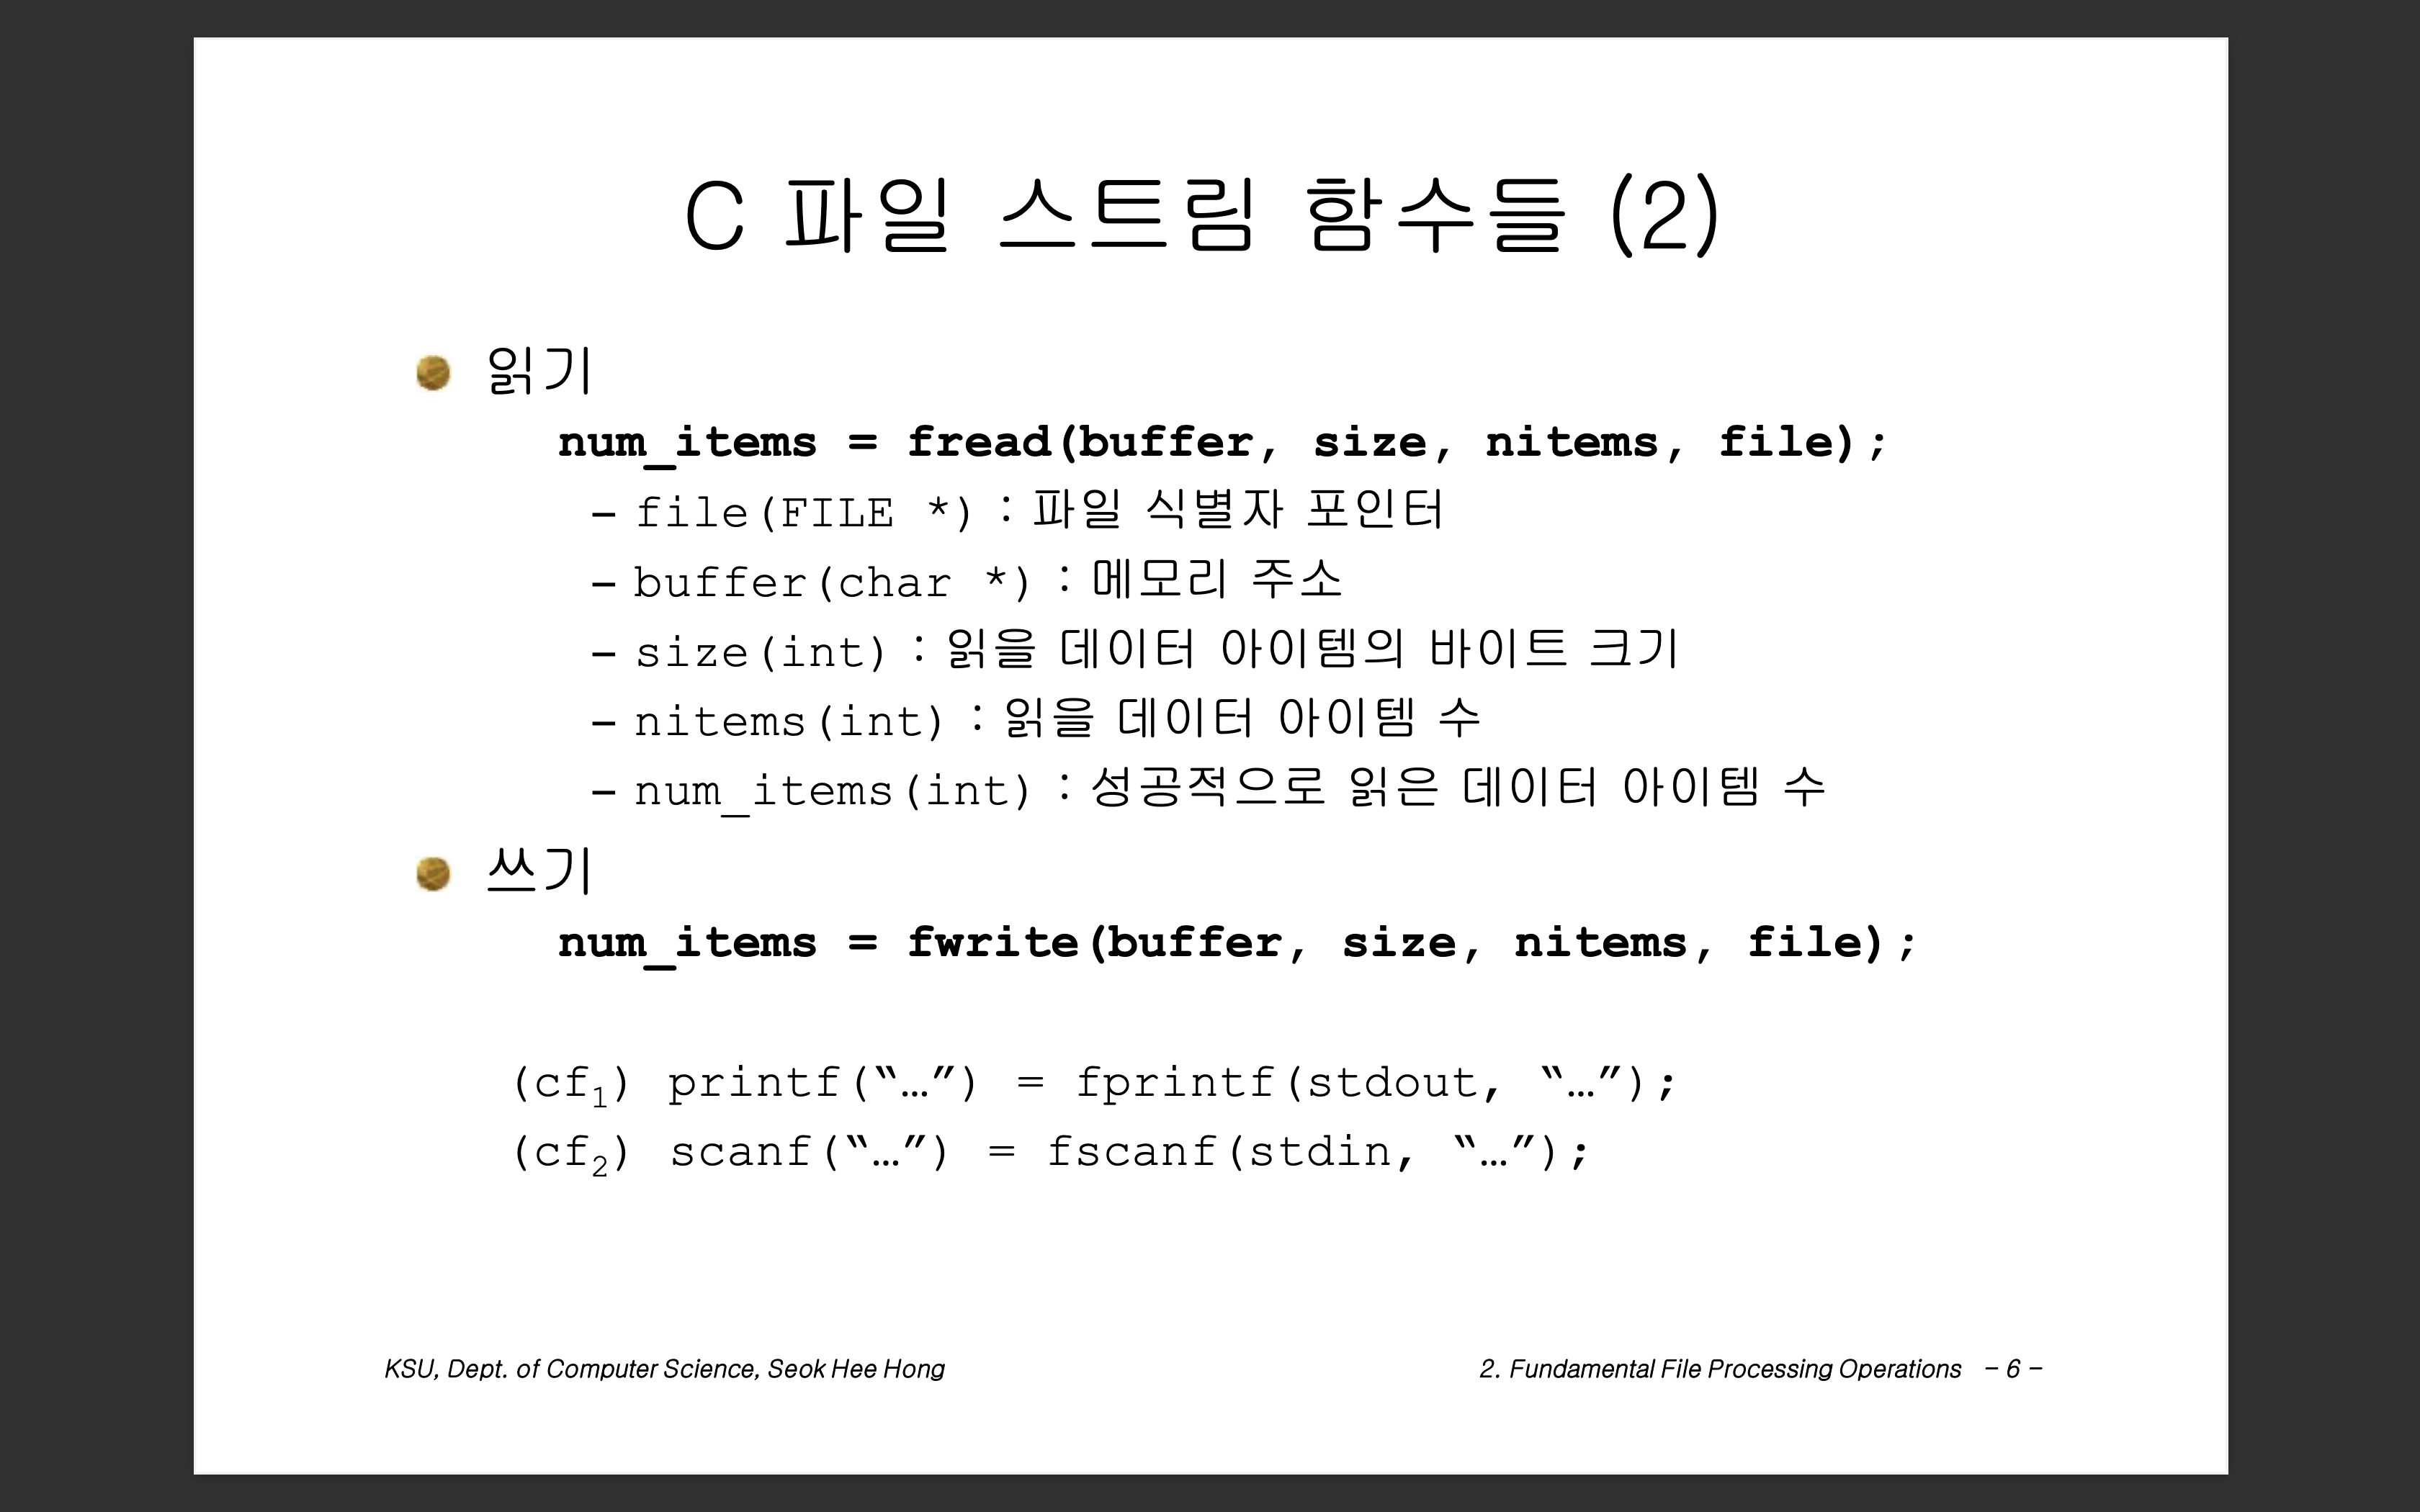 C 파일 스트림 함수들 (2)
읽기
num_items = fread(buffer, size, nitems, file);
– file(FILE *) : 파일 식별자 포인터
– buffer(char *) : 메모리 주소
– size(int) : 읽을 데이터 아이템의 바이트 크기
– nitems(int) : 읽을 데이터 아이템 수
– num_items(int) : 성공적으로 읽은 데이터 아이템 수
쓰기
num_items = fwrite(buffer, size, nitems, file);
(cf₁) printf(“…”) = fprintf(stdout, “…”);
(cf₂) scanf(“…”) = fscanf(stdin, “…”);
KSU, Dept. of Computer Science, Seok Hee Hong
2. Fundamental File Processing Operations – 6 –